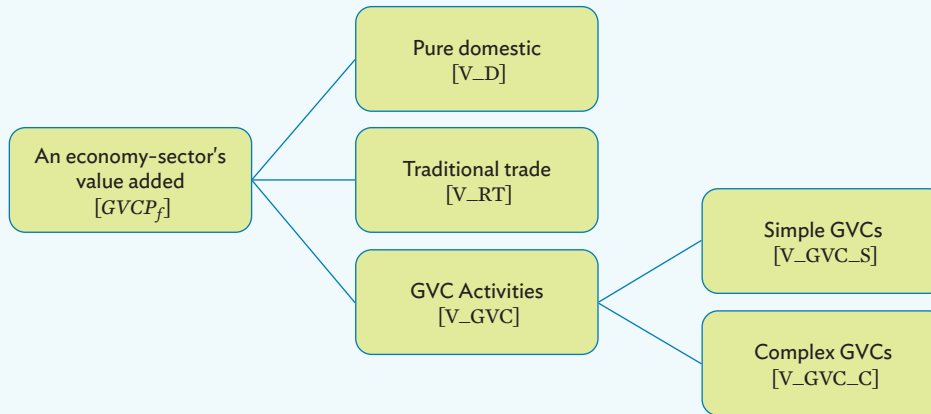 Pure domestic
[V_D]
An economy-sector's
value added
[GVCPf]
Traditional trade
[V_RT]
GVC Activities
[V_GVC]
Simple GVCs
[V_GVC_S]
Complex GVCs
[V_GVC_C]